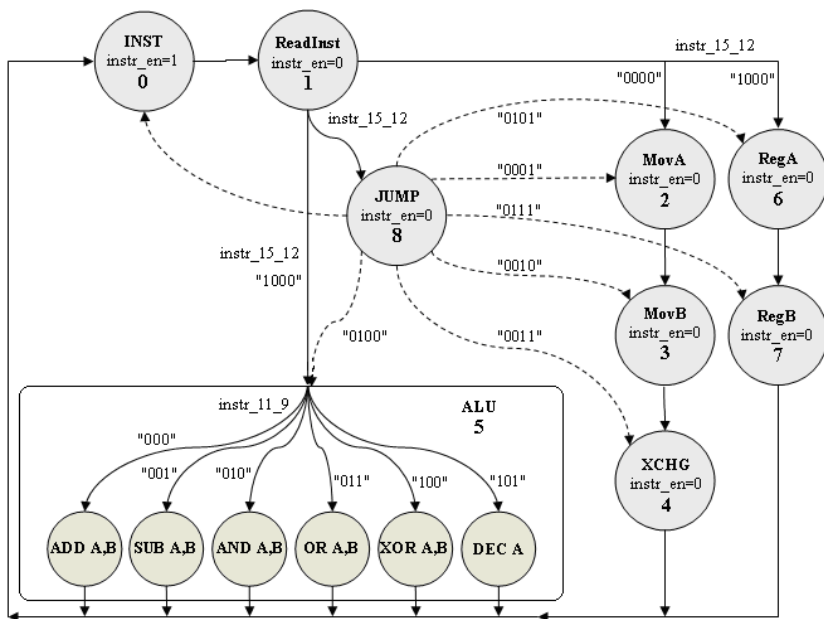 INST
instr_en=1
0
ReadInst
instr_en=0
1
instr_15_12
"0000"
"1000"
instr_15_12
"0101"
"0001"
"0111"
"0010"
"0011"
"0100"
JUMP
instr_en=0
8
MovA
instr_en=0
2
RegA
instr_en=0
6
instr_15_12
"1000"
MovB
instr_en=0
3
RegB
instr_en=0
7
XCHG
instr_en=0
4
ALU
5
instr_11_9
"000"
"001"
"010"
"011"
"100"
"101"
ADD A,B
SUB A,B
AND A,B
OR A,B
XOR A,B
DEC A